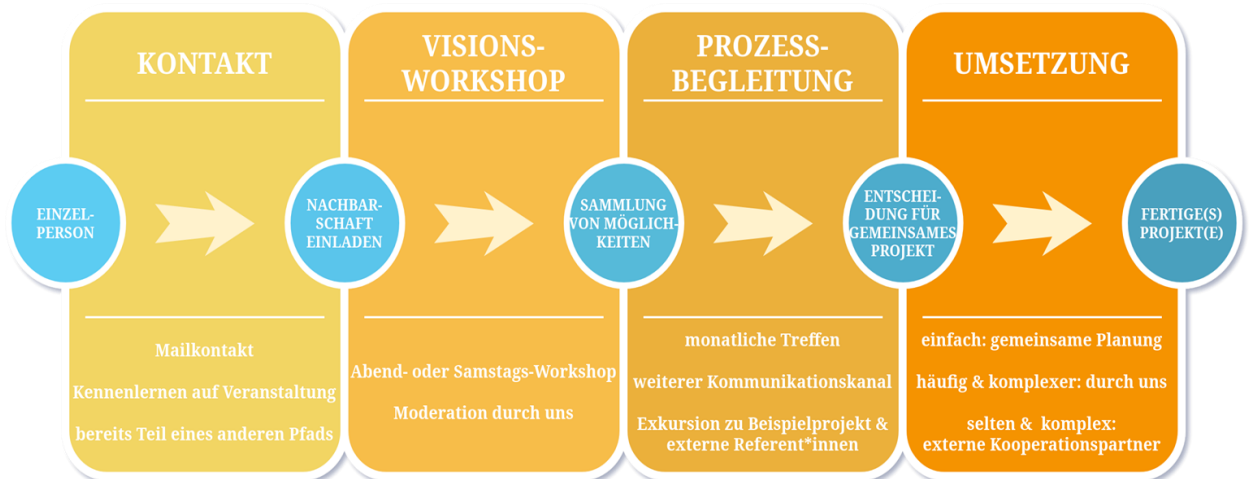 KONTAKT
VISIONS-
WORKSHOP
PROZESS-
BEGLEITUNG
UMSETZUNG
EINZEL-
PERSON
NACHBAR-
SCHAFT
EINLADEN
SAMMLUNG
VON MÖGLICH-
KEITEN
ENTSCHEI-
DUNG FÜR
GEMEINSAMES
PROJEKT
FERTIGE(S)
PROJEKT(E)
Mailkontakt
Kennenlernen auf Veranstaltung
bereits Teil eines anderen Pfads
Abend- oder Samstags-Workshop
Moderation durch uns
monatliche Treffen
weiterer Kommunikationskanal
Exkursion zu Beispielprojekt &
externe Referent*innen
einfach: gemeinsame Planung
häufig & komplexer: durch uns
selten & komplex:
externe Kooperationspartner